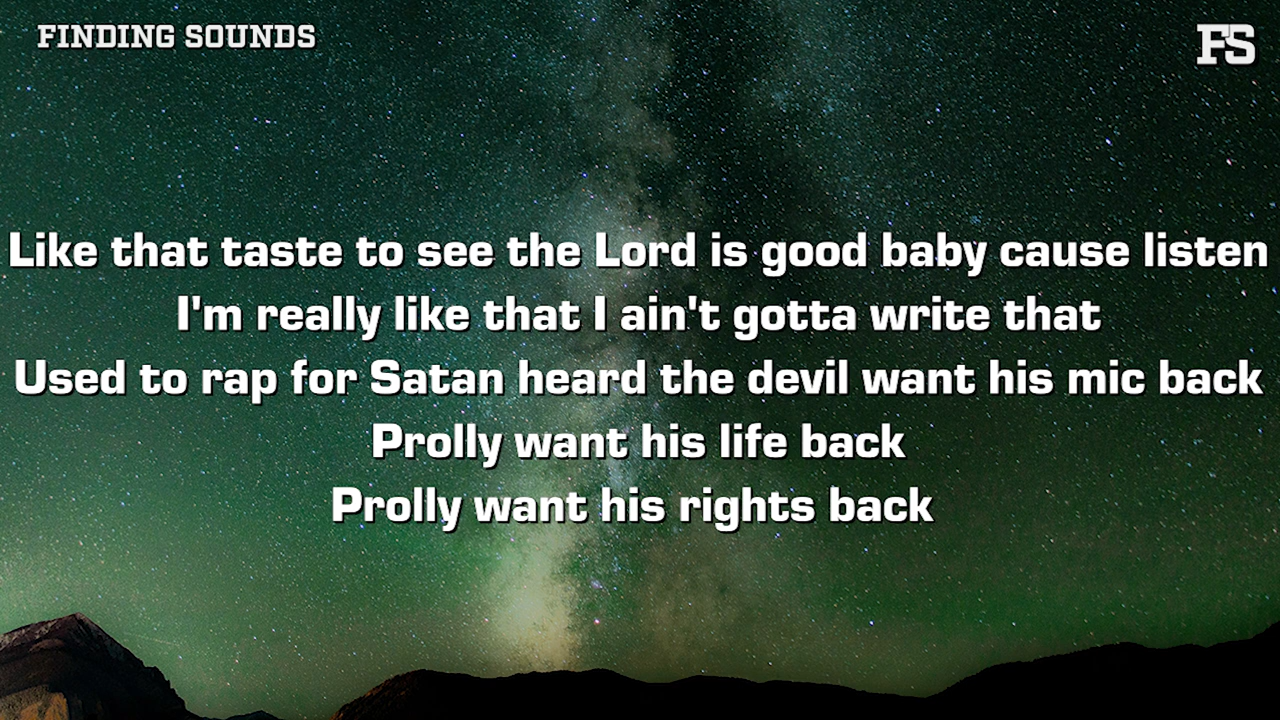 FINDING SOUNDS
FS
Like that taste to see the Lord is good baby cause listen
I'm really like that I ain't gotta write that
Used to rap for Satan heard the devil want his mic back
Prolly want his life back
Prolly want his rights back